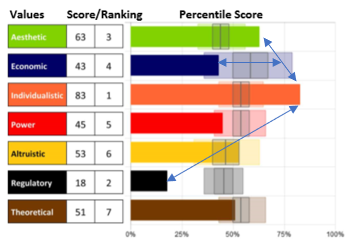 Values Score/Ranking Percentile Score
Aesthetic 63 3
Economic 43 4
Individualistic 83 1
Power 45 5
Altruistic 53 6
Regulatory 18 2
Theoretical 51 7
0% 25% 50% 75% 100%